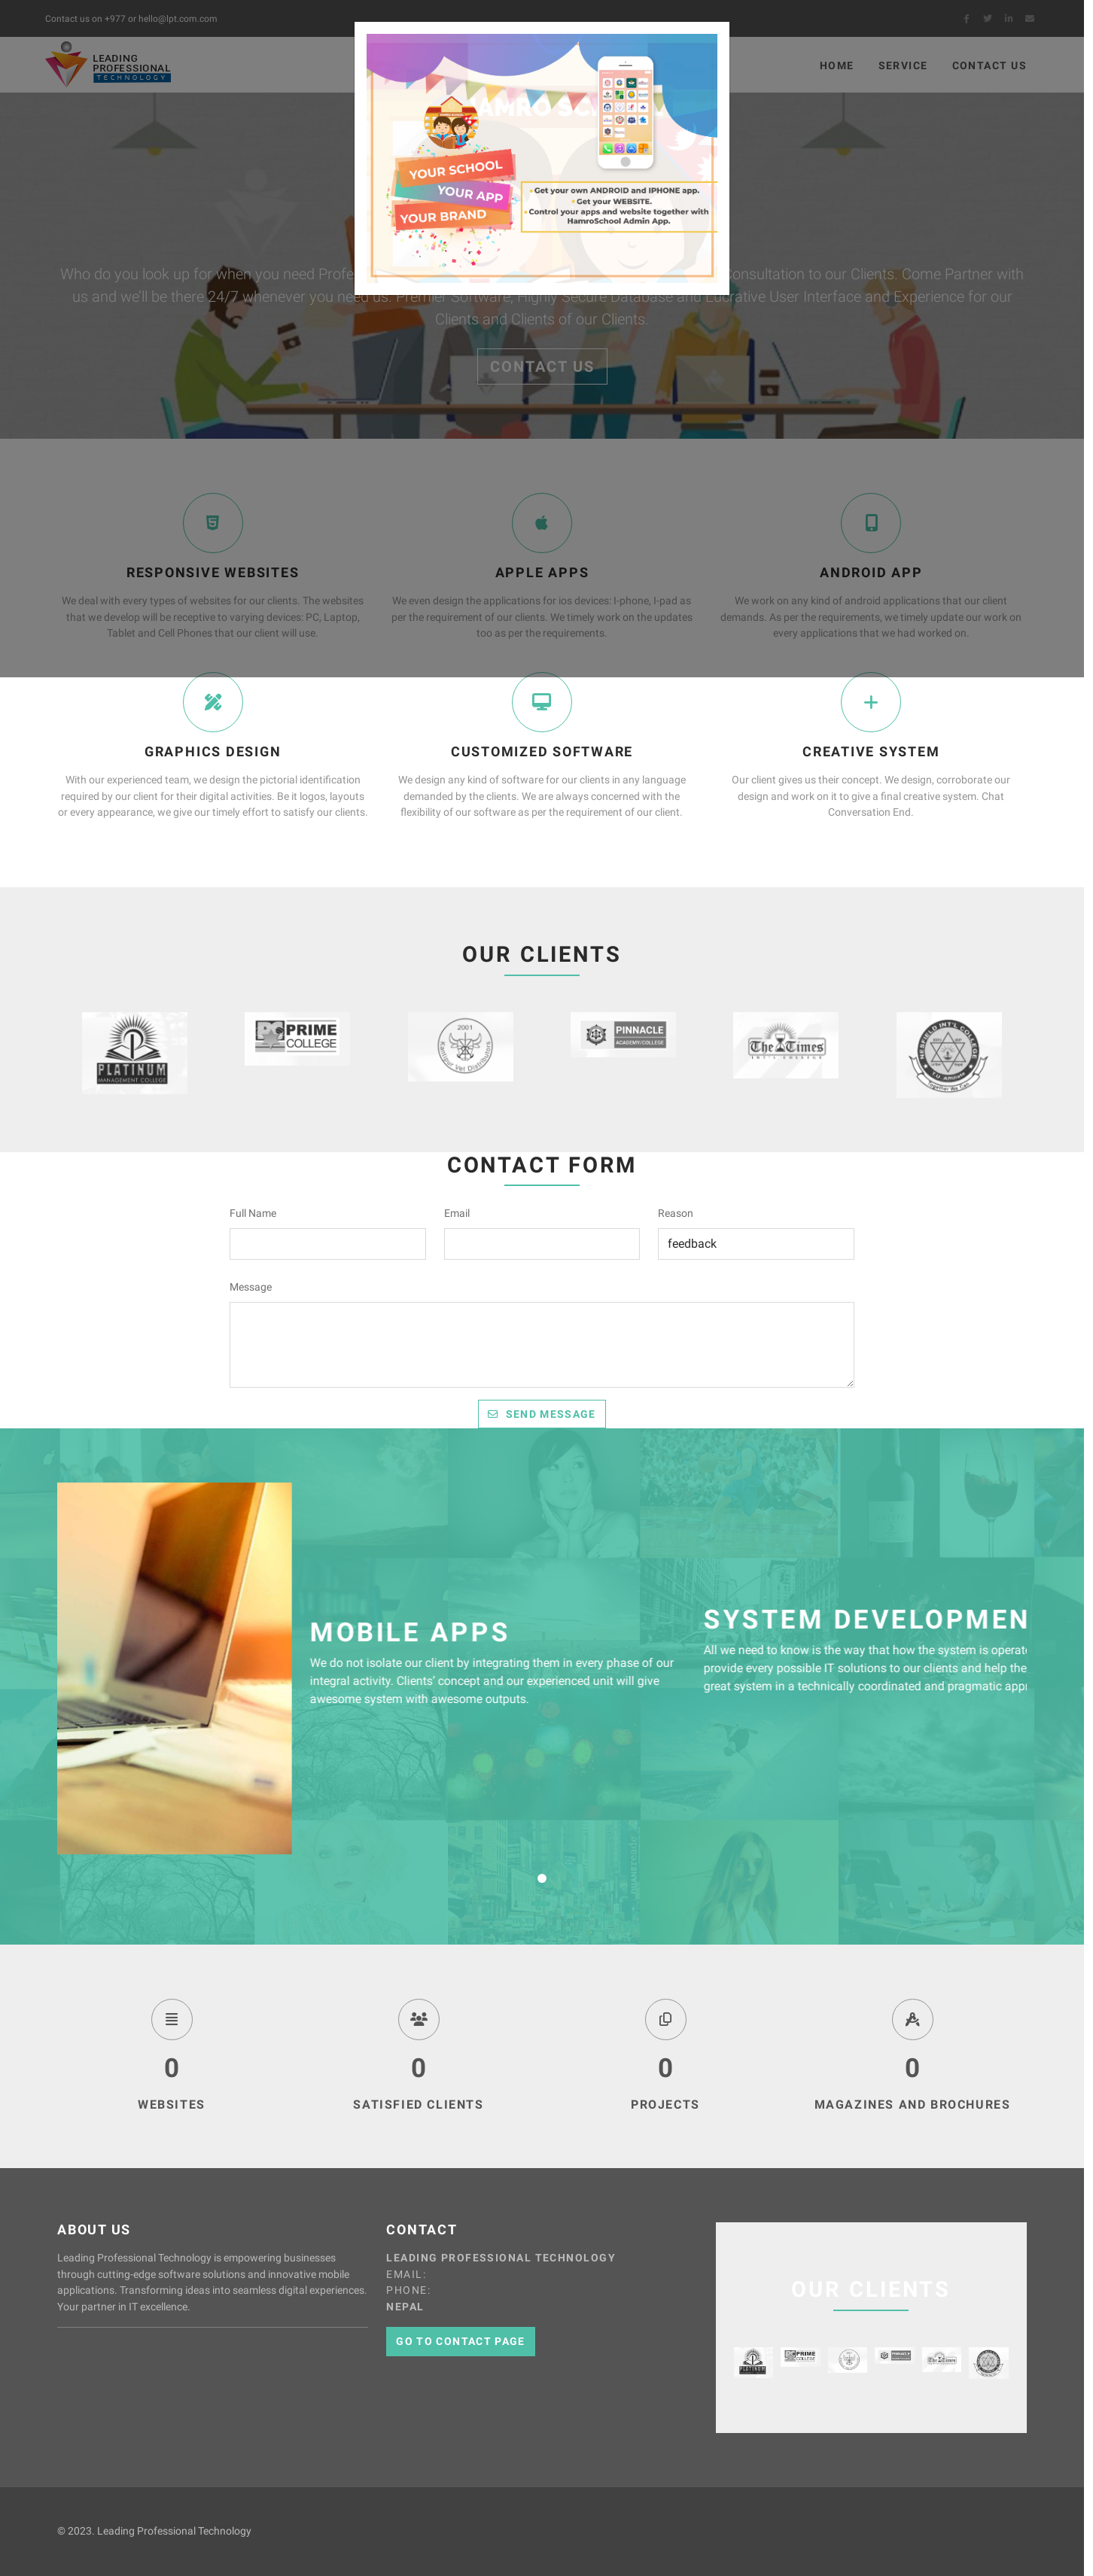 Contact us on +977 or hello@lpt.com.com
LEADING
PROFESSIONAL
TECHNOLOGY
HOME
SERVICE
CONTACT US
YOUR SCHOOL
YOUR APP
YOUR BRAND
Get your own ANDROID and IPHONE app.
Get your WEBSITE.
Control your apps and website together with
HamroSchool Admin App.
Who do you look up for when you need Profe
Consultation to our Clients. Come Partner with
us and we'll be there 24/7 whenever you need us. Premier Software, Highly Secure Database and Lucrative User Interface and Experience for our
Clients and Clients of our Clients.
CONTACT US
RESPONSIVE WEBSITES
We deal with every types of websites for our clients. The websites
that we develop will be receptive to varying devices: PC, Laptop,
Tablet and Cell Phones that our client will use.
APPLE APPS
We even design the applications for ios devices: I-phone, I-pad as
per the requirement of our clients. We timely work on the updates
too as per the requirements.
ANDROID APP
We work on any kind of android applications that our client
demands. As per the requirements, we timely update our work on
every applications that we had worked on.
GRAPHICS DESIGN
With our experienced team, we design the pictorial identification
required by our client for their digital activities. Be it logos, layouts
or every appearance, we give our timely effort to satisfy our clients.
CUSTOMIZED SOFTWARE
We design any kind of software for our clients in any language
demanded by the clients. We are always concerned with the
flexibility of our software as per the requirement of our client.
CREATIVE SYSTEM
Our client gives us their concept. We design, corroborate our
design and work on it to give a final creative system. Chat
Conversation End.
OUR CLIENTS
PLATINUM
MANAGEMENT COLLEGE
PRIME
COLLEGE
2001
Kantipur Vet Distributors
PINNACLE
ACADEMY/COLLEGE
The Times
INT'L COLLEGE
NEPHFIELD INT'L COLLEGE
Together We Can
CONTACT FORM
Full Name
Email
Reason
feedback
Message
SEND MESSAGE
MOBILE APPS
We do not isolate our client by integrating them in every phase of our
integral activity. Clients' concept and our experienced unit will give
awesome system with awesome outputs.
SYSTEM DEVELOPMEN
All we need to know is the way that how the system is operate
provide every possible IT solutions to our clients and help the
great system in a technically coordinated and pragmatic appr
0
WEBSITES
0
SATISFIED CLIENTS
0
PROJECTS
0
MAGAZINES AND BROCHURES
ABOUT US
Leading Professional Technology is empowering businesses
through cutting-edge software solutions and innovative mobile
applications. Transforming ideas into seamless digital experiences.
Your partner in IT excellence.
CONTACT
LEADING PROFESSIONAL TECHNOLOGY
EMAIL:
PHONE:
NEPAL
GO TO CONTACT PAGE
OUR CLIENTS
PLATINUM
PRIME
COLLEGE
PINNACLE
The Times
© 2023. Leading Professional Technology